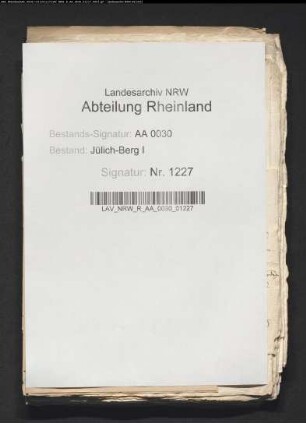 Landesarchiv NRW
Abteilung Rheinland
Bestands-Signatur: AA 0030
Bestand: Jülich-Berg I
Signatur: Nr. 1227
LAV_NRW_R_AA_0030_01227